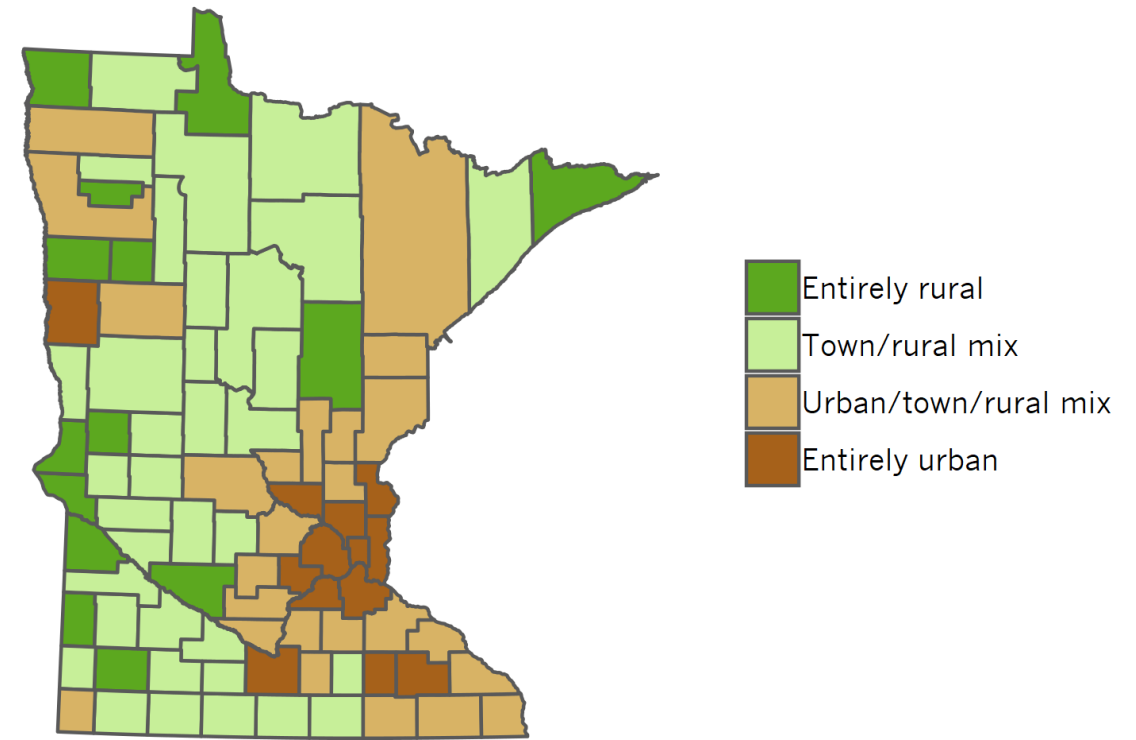 Entirely rural
Town/rural mix
Urban/town/rural mix
Entirely urban